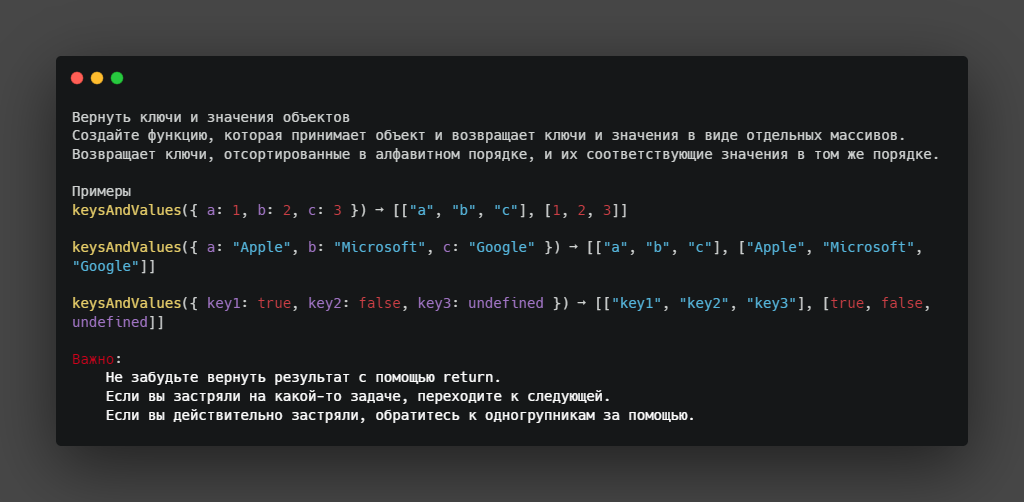 Вернуть ключи и значения объектов
Создайте функцию, которая принимает объект и возвращает ключи и значения в виде отдельных массивов.
Возвращает ключи, отсортированные в алфавитном порядке, и их соответствующие значения в том же порядке.
Примеры
keysAndValues({ a: 1, b: 2, c: 3 }) → [["a", "b", "c"], [1, 2, 3]]
keysAndValues({ a: "Apple", b: "Microsoft", c: "Google" }) → [["a", "b", "c"], ["Apple", "Microsoft",
"Google"]]
keysAndValues({ key1: true, key2: false, key3: undefined }) → [["key1", "key2", "key3"], [true, false,
undefined]]
Важно:
Не забудьте вернуть результат с помощью return.
Если вы застряли на какой-то задаче, переходите к следующей.
Если вы действительно застряли, обратитесь к одногрупникам за помощью.